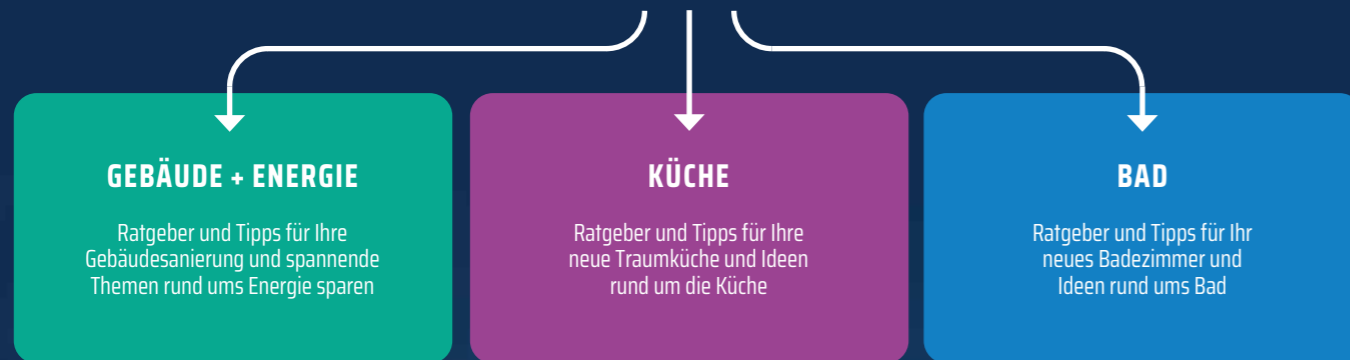 GEBÄUDE + ENERGIE
Ratgeber und Tipps für Ihre
Gebäudesanierung und spannende
Themen rund ums Energie sparen
KÜCHE
Ratgeber und Tipps für Ihre
neue Traumküche und Ideen
rund um die Küche
BAD
Ratgeber und Tipps für Ihr
neues Badezimmer und
Ideen rund ums Bad